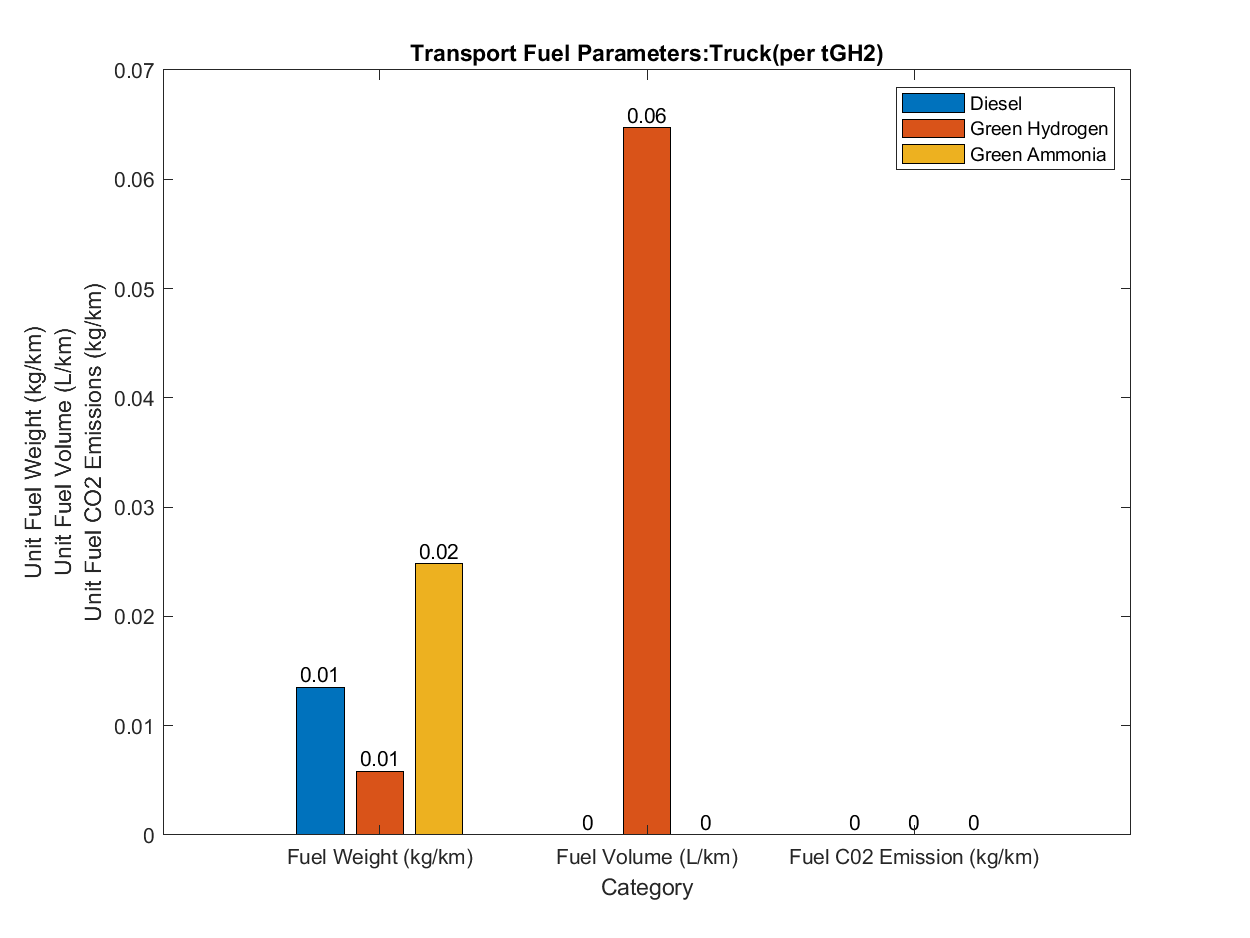 Transport Fuel Parameters:Truck(per tGH2)
Unit Fuel Weight (kg/km)
Unit Fuel Volume (L/km)
Unit Fuel CO2 Emissions (kg/km)
0.07
0.06
0.05
0.04
0.03
0.02
0.01
0
Diesel
Green Hydrogen
Green Ammonia
0.01
0.01
0.02
0
0.06
0
0
0
0
Fuel Weight (kg/km)
Fuel Volume (L/km)
Fuel C02 Emission (kg/km)
Category